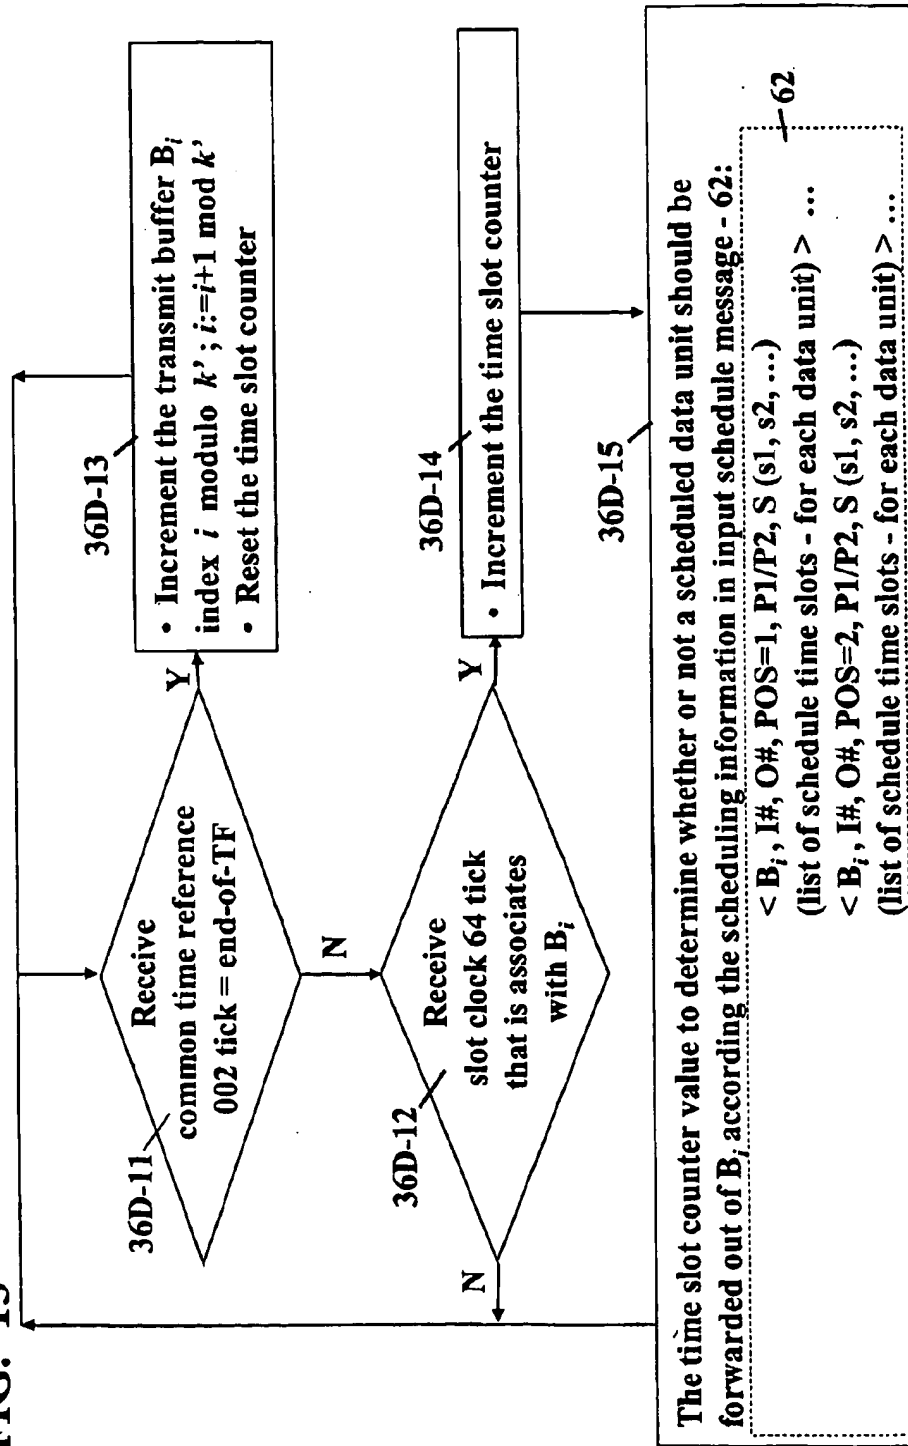 FIG. 15
Receive
common time reference
002 tick = end-of-TF
36D-11
Y
N
• Increment the transmit buffer Bi
index i modulo k’ ; i:=i+1 mod k’
• Reset the time slot counter
36D-13
Receive
slot clock 64 tick
that is associates
with Bi
36D-12
N
Y
• Increment the time slot counter
36D-14
36D-15
The time slot counter value to determine whether or not a scheduled data unit should be
forwarded out of Bi according the scheduling information in input schedule message - 62:
62
< Bi , I#, O#, POS=1, P1/P2, S (s1, s2, ...)
(list of schedule time slots - for each data unit) > ...
< Bi , I#, O#, POS=2, P1/P2, S (s1, s2, ...)
(list of schedule time slots - for each data unit) > ...